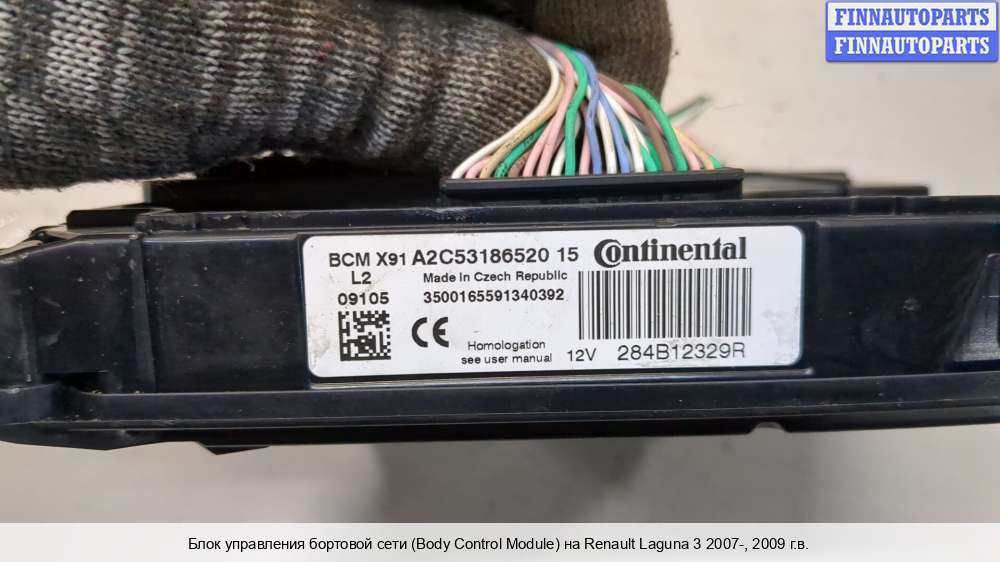 FINNAUTOPARTS
FINNAUTOPARTS
BCM X91 A2C53186520 15 Continental
L2 Made in Czech Republic
09105 3500165591340392
CE
Homologation
see user manual 12V 284B12329R
Блок управления бортовой сети (Body Control Module) на Renault Laguna 3 2007-, 2009 г.в.